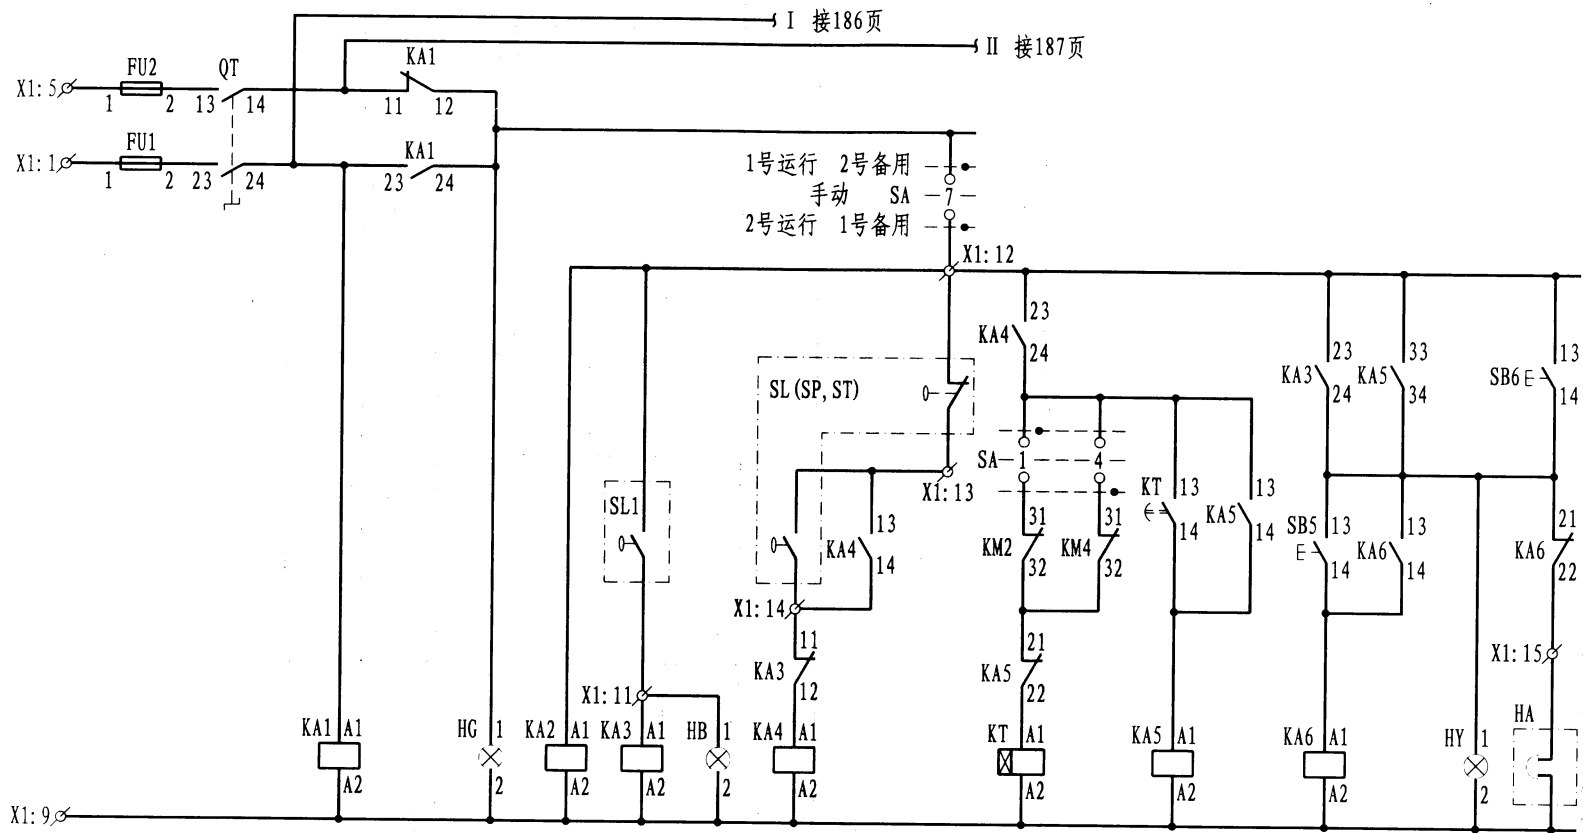 I 接186页
II 接187页
FU2 QT KA1
X1:5
1 2 13 14 11 12
FU1 KA1
X1:1
1 2 23 24 23 24
1号运行 2号备用
手动 SA 7
2号运行 1号备用
X1:12
23
KA4
24
SL(SP,ST)
23 33 13
KA3 KA5 SB6
24 34 14
SA 1 4
X1:13
SL1
13
KA4
14
31 31
KM2 KM4
32 32
KT 13 KA5 13
14 14
SB5 13 KA6 13
14 14
21
KA6
22
X1:14
11
KA3
12
21
KA5
22
X1:15
X1:11
KA1 A1 HG 1 KA2 A1 KA3 A1 HB 1 KA4 A1 KT A1 KA5 A1 KA6 A1 HY 1 HA
A2 2 A2 A2 2 A2 A2 A2 A2 2
X1:9